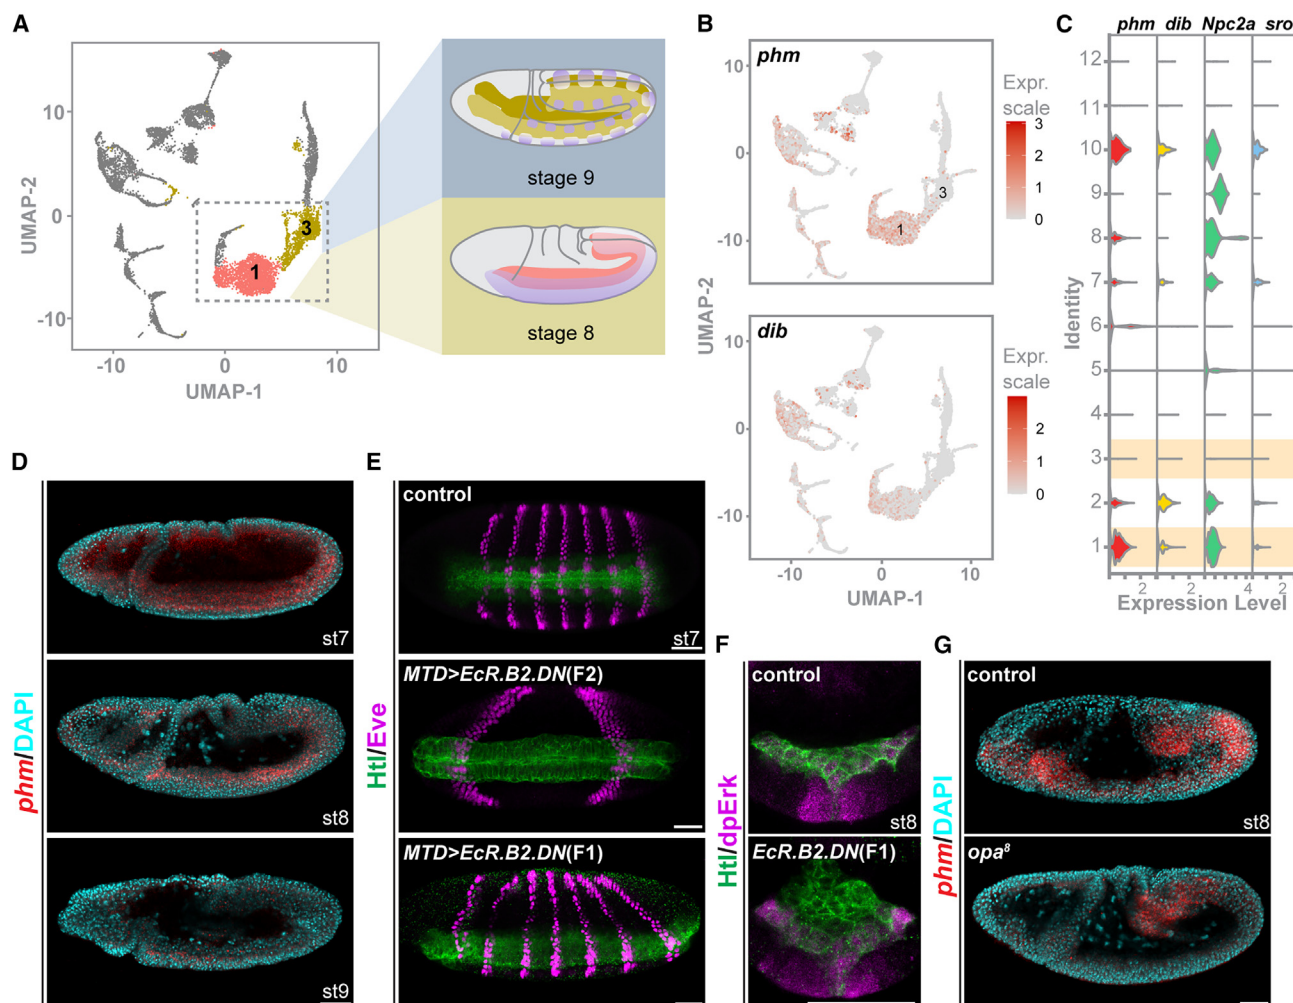 A
UMAP-2
10
0
-10
-10
0
10
UMAP-1
1
3
stage 9
stage 8
B
phm
10
0
-10
3
1
Expr.
scale
3
2
1
0
UMAP-2
dib
10
0
-10
Expr.
scale
2
1
0
-10
0
10
UMAP-1
C
phm dib Npc2a sro
Identity
12
11
10
9
8
7
6
5
4
3
2
1
2 2 4 2
Expression Level
D
phm/DAPI
st7
st8
st9
E
Htl/Eve
control
st7
MTD>EcR.B2.DN(F2)
MTD>EcR.B2.DN(F1)
F
Htl/dpErk
control
st8
EcR.B2.DN(F1)
G
phm/DAPI
control
st8
opa⁸